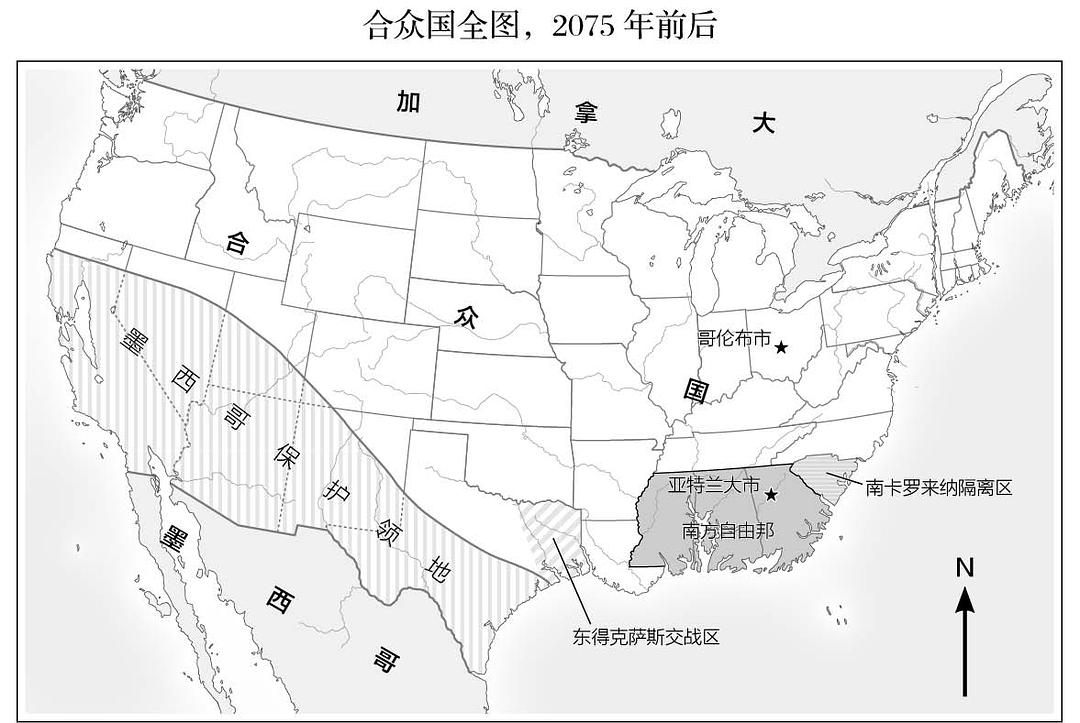 合众国全图，2075 年前后
加拿大
合众国
哥伦布市
墨西哥保护领地
亚特兰大市
南卡罗来纳隔离区
南方自由邦
墨西哥
N
东得克萨斯交战区